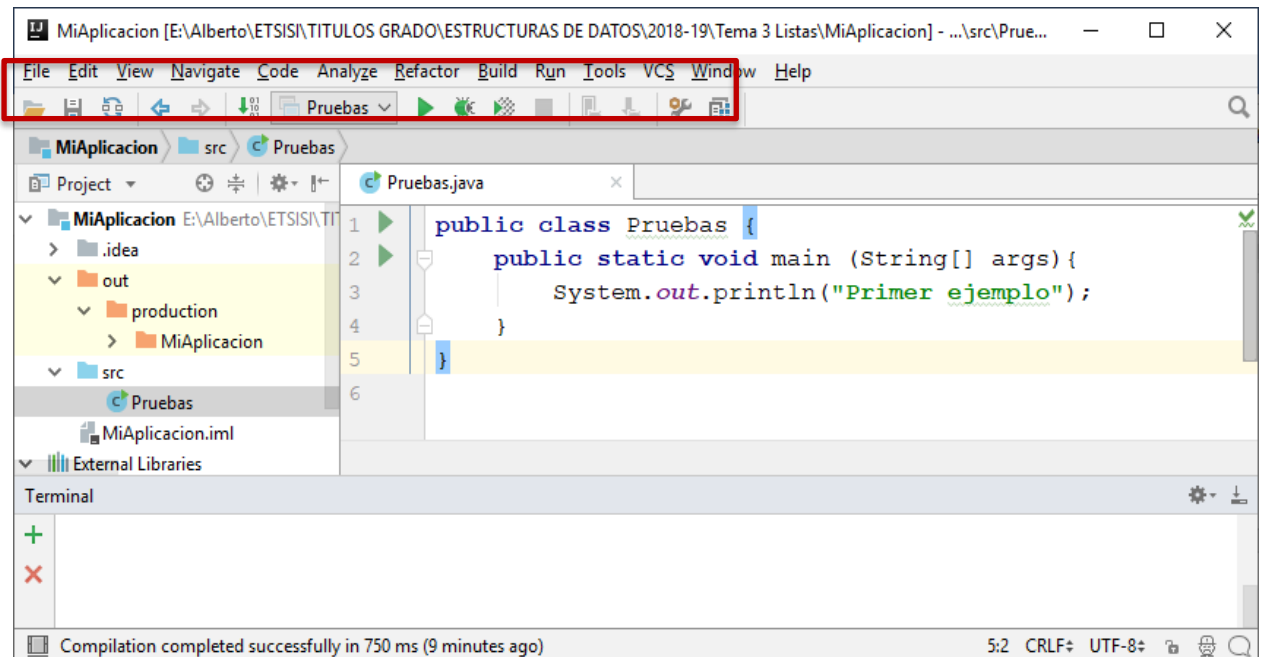 MiAplicacion [E:\Alberto\ETSISI\TITULOS GRADO\ESTRUCTURAS DE DATOS\2018-19\Tema 3 Listas\MiAplicacion] - ...\src\Prue...
File Edit View Navigate Code Analyze Refactor Build Run Tools VCS Window Help
Pruebas
MiAplicacion src Pruebas
Project
Pruebas.java
MiAplicacion E:\Alberto\ETSISI\TIT
.idea
out
production
MiAplicacion
src
Pruebas
MiAplicacion.iml
External Libraries
1 public class Pruebas {
2 public static void main (String[] args){
3 System.out.println("Primer ejemplo");
4 }
5 }
6
Terminal
Compilation completed successfully in 750 ms (9 minutes ago) 5:2 CRLF UTF-8